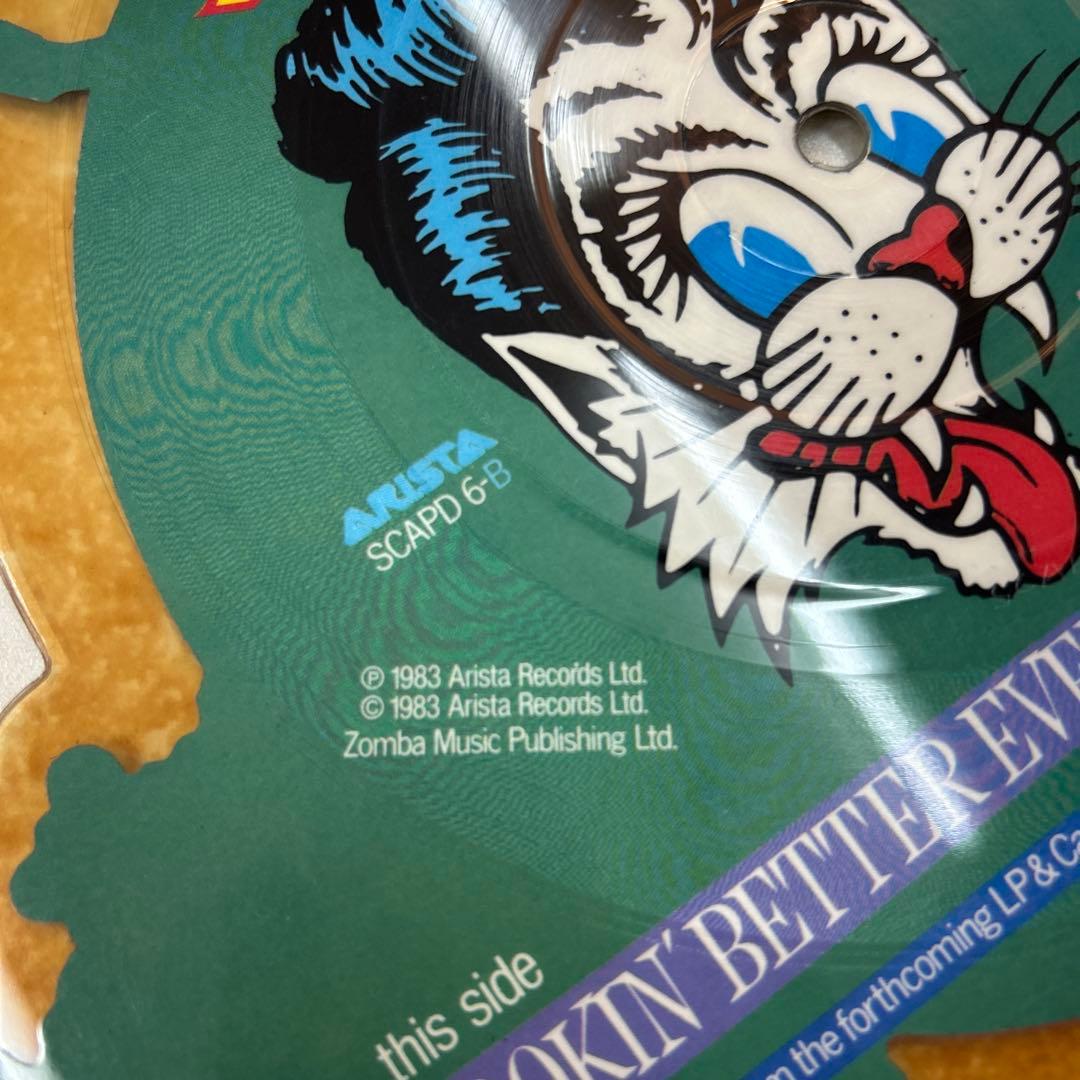 ARISTA
SCAPD 6-B
℗ 1983 Arista Records Ltd.
© 1983 Arista Records Ltd.
Zomba Music Publishing Ltd.
this side
OKIN' BETTER EV
the forthcoming LP & Ca